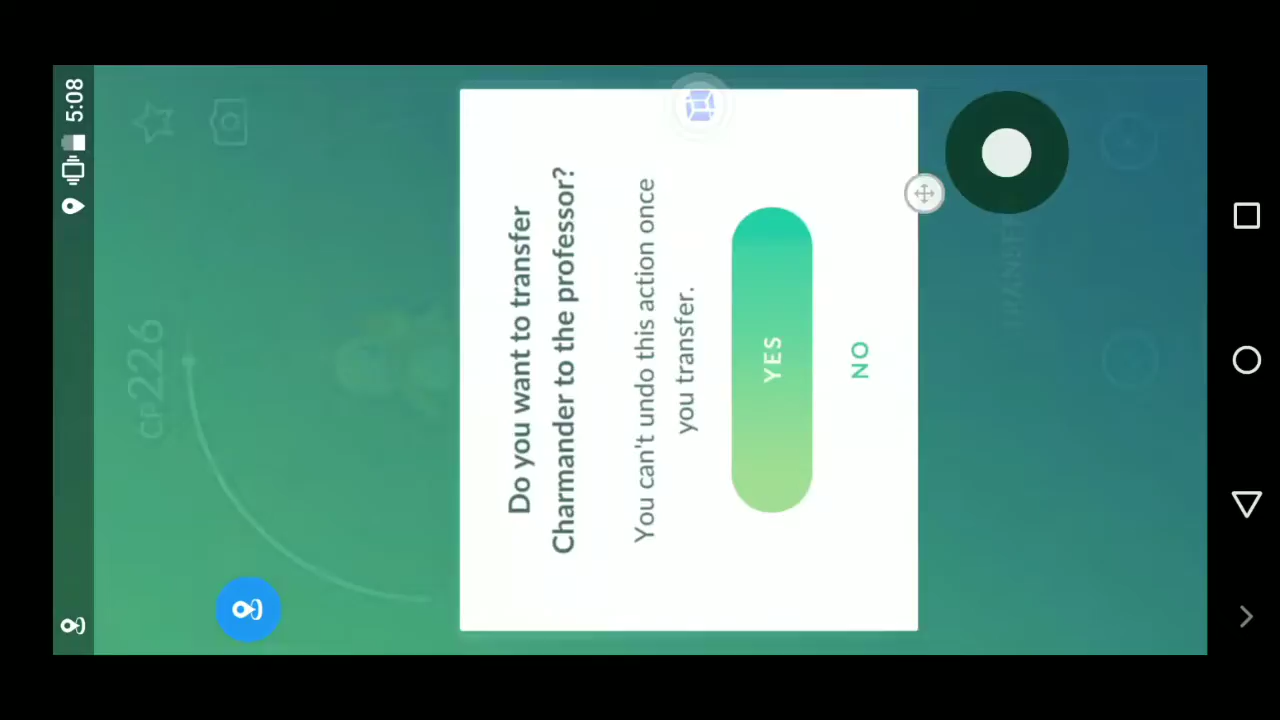 5:08
CP226
Do you want to transfer
Charmander to the professor?
You can't undo this action once
you transfer.
YES
NO
TRANSFER